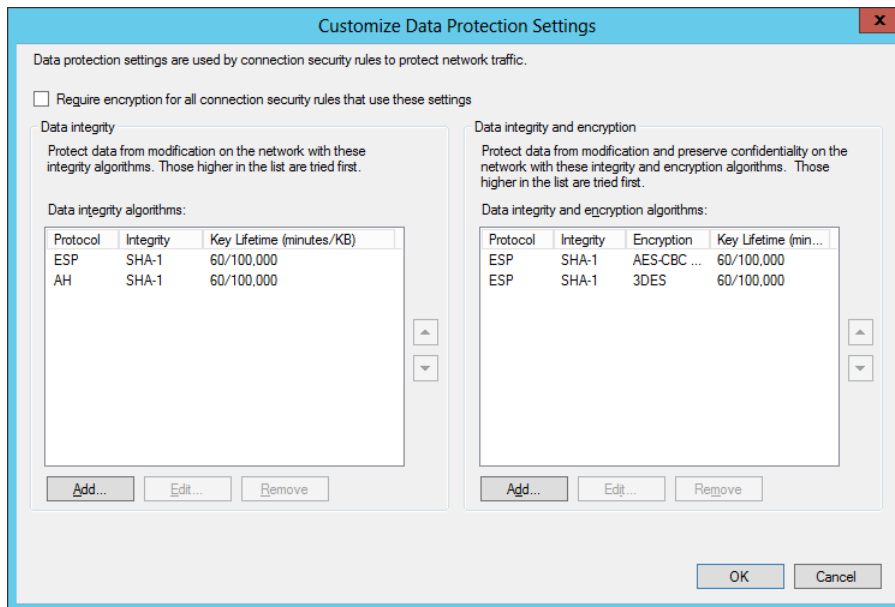 Customize Data Protection Settings
x
Data protection settings are used by connection security rules to protect network traffic.
Require encryption for all connection security rules that use these settings
Data integrity
Protect data from modification on the network with these
integrity algorithms. Those higher in the list are tried first.
Data integrity algorithms:
Protocol Integrity Key Lifetime (minutes/KB)
ESP SHA-1 60/100,000
AH SHA-1 60/100,000
Add... Edit... Remove
Data integrity and encryption
Protect data from modification and preserve confidentiality on the
network with these integrity and encryption algorithms. Those
higher in the list are tried first.
Data integrity and encryption algorithms:
Protocol Integrity Encryption Key Lifetime (min...
ESP SHA-1 AES-CBC ... 60/100,000
ESP SHA-1 3DES 60/100,000
Add... Edit... Remove
OK Cancel